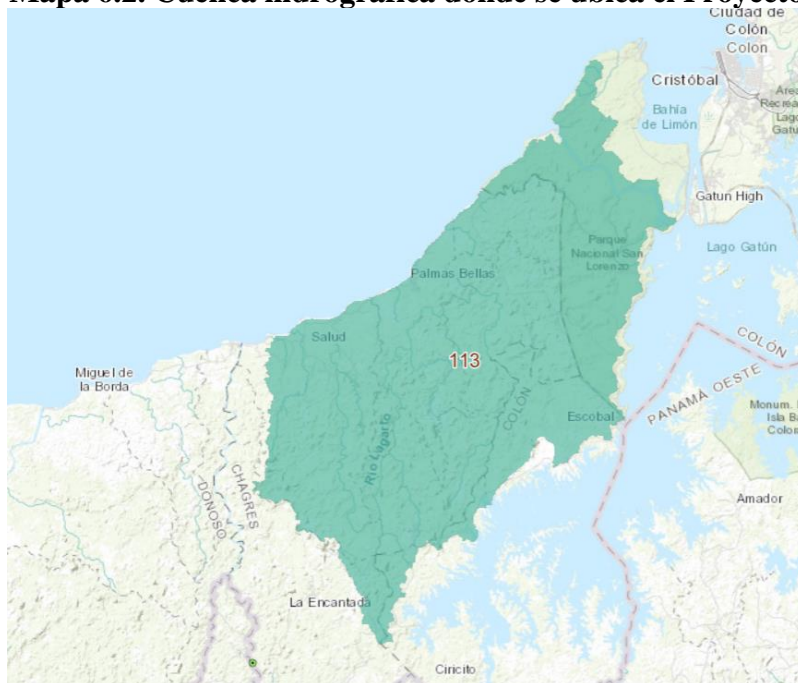 Mapa 6.2. Cuenca hidrográfica donde se ubica el Proyecto
Ciudad de
Colón
Colon
Cristóbal
Bahía
de Limón
Gatun High
Parque
Nacional San
Lorenzo
Lago Gatún
Palmas Bellas
Salud
113
COLÓN
Miguel de
la Borda
PANAMA OESTE
Escobal
COLÓN
Río Lagarto
CHAGRES
DONOSO
Amador
La Encantada
Ciricito